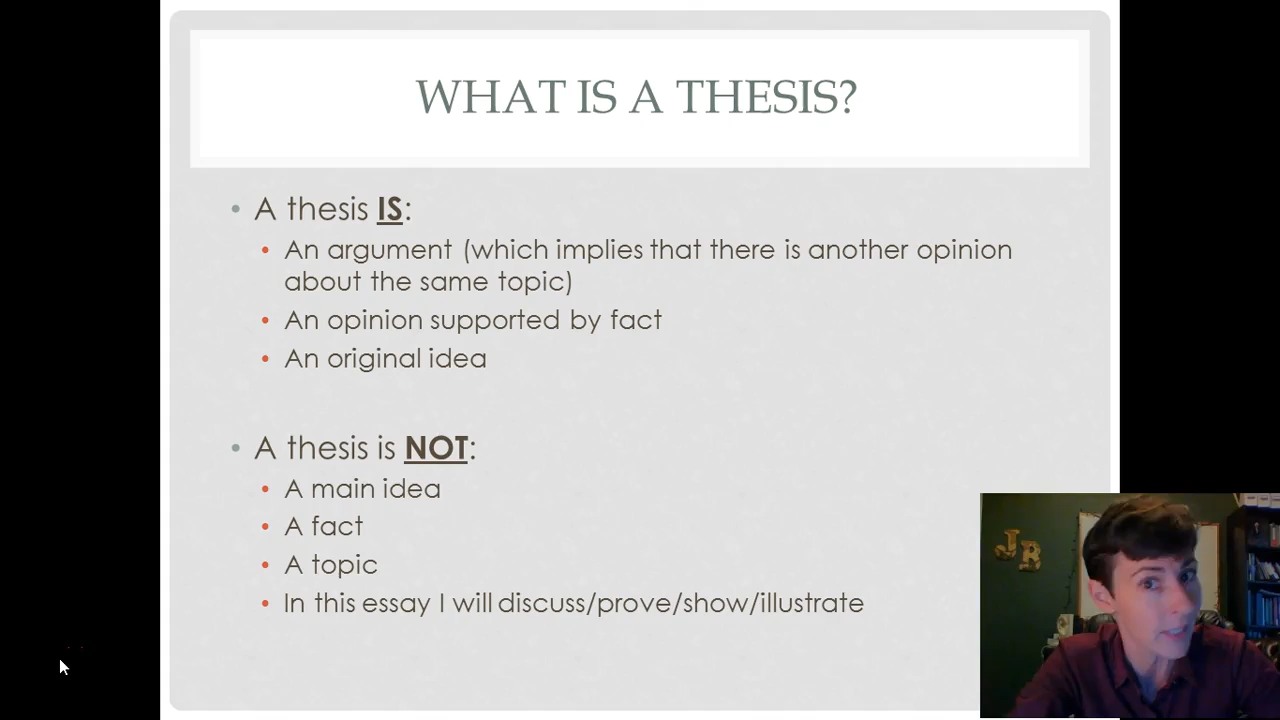 WHAT IS A THESIS?
• A thesis IS:
• An argument (which implies that there is another opinion
about the same topic)
• An opinion supported by fact
• An original idea
• A thesis is NOT:
• A main idea
• A fact
• A topic
• In this essay I will discuss/prove/show/illustrate
J
B